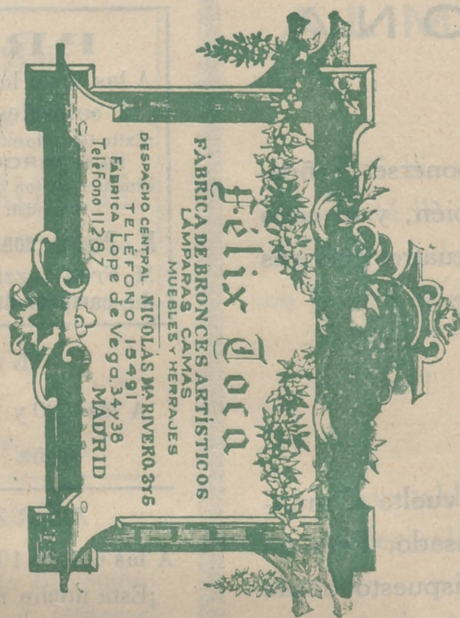 Félix Toca
FÁBRICA DE BRONCES ARTÍSTICOS
LÁMPARAS CAMAS
MUEBLES Y HERRAJES
DESPACHO CENTRAL NICOLÁS Mª RIVERO, 3 Y 5
TELÉFONO 15491
FÁBRICA Lope de Vega, 34 y 38
Teléfono 11287 MADRID